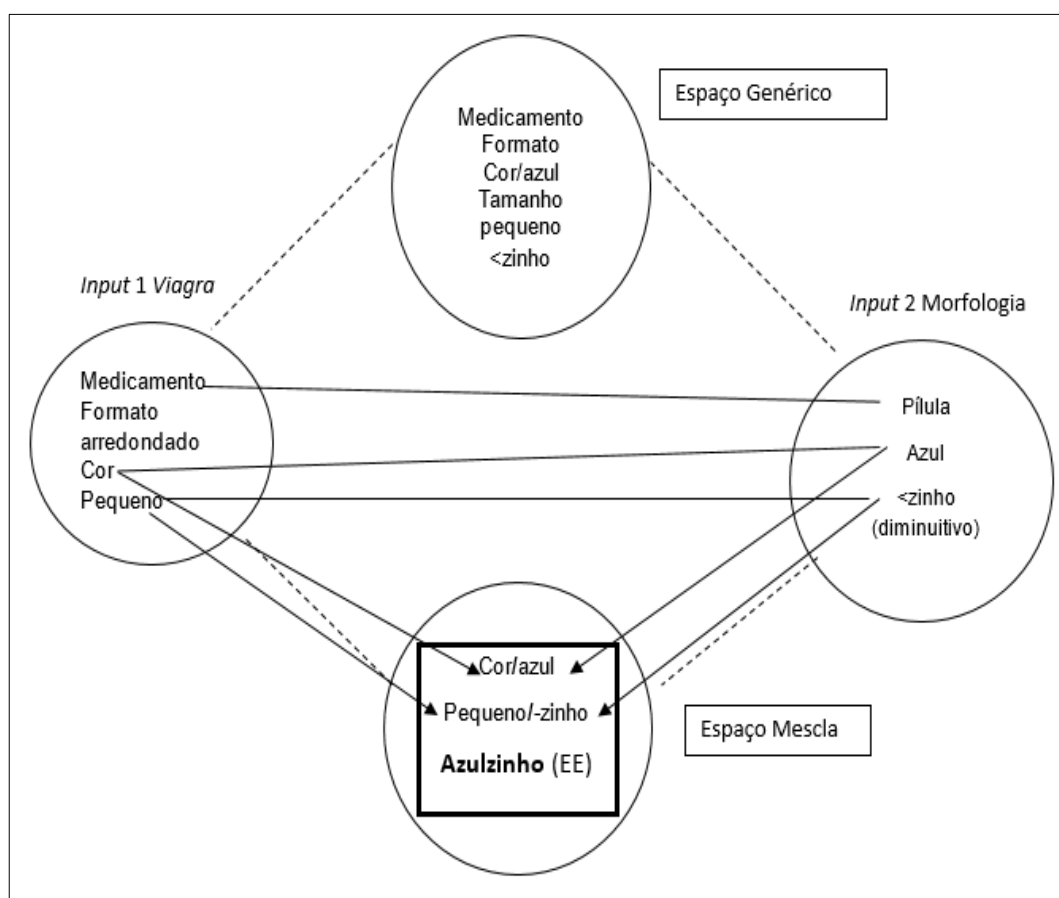 Espaço Genérico
Medicamento
Formato
Cor/azul
Tamanho
pequeno
<zinho
Input 1 Viagra
Input 2 Morfologia
Medicamento
Formato
arredondado
Cor
Pequeno
Pílula
Azul
<zinho
(diminuitivo)
Cor/azul
Pequeno/-zinho
Azulzinho (EE)
Espaço Mescla